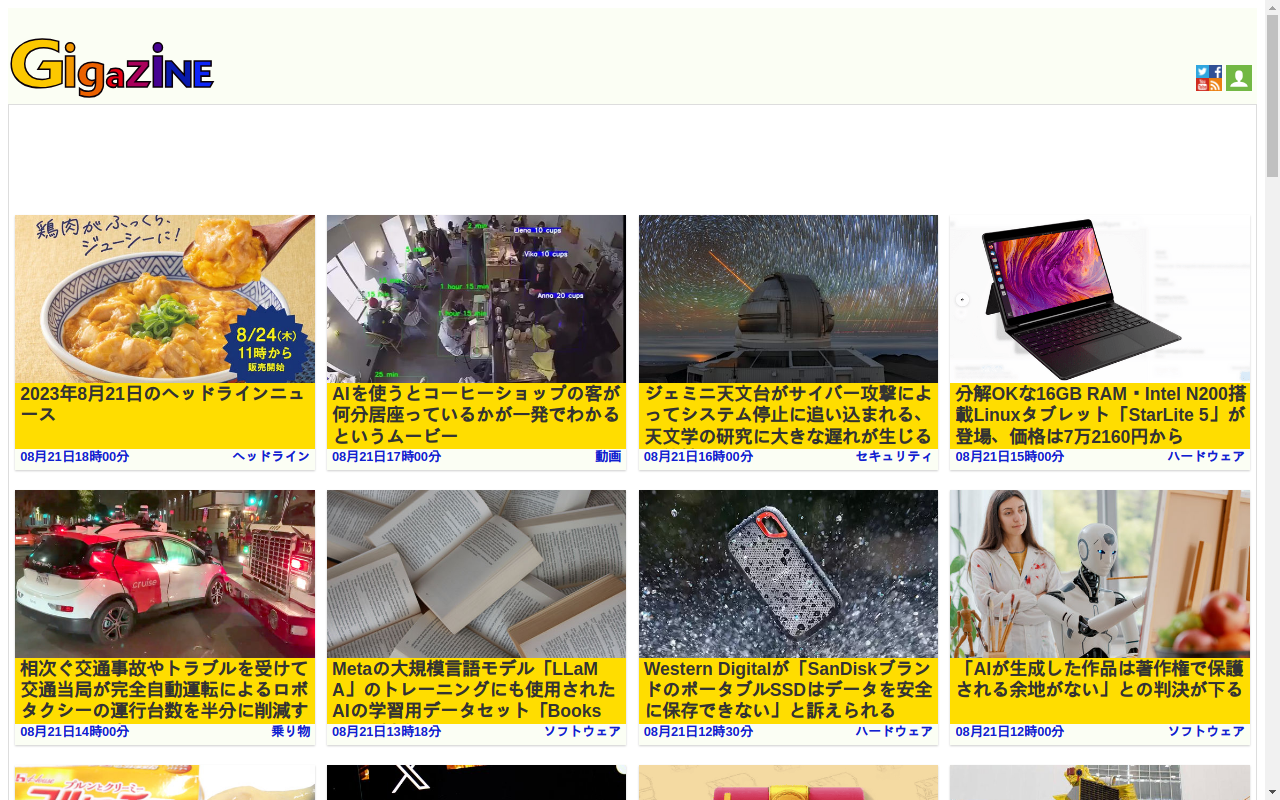 GigaZiNE
鶏肉がふっくら、
ジューシーに!
8/24(木)
11時から
販売開始
2023年8月21日のヘッドラインニュ
ース
08月21日18時00分
ヘッドライン
2 min
Elena 10 cups
Vika 10 cups
1 hour 15 min
Anna 20 cups
25 min
AIを使うとコーヒーショップの客が
何分居座っているかが一発でわかる
というムービー
08月21日17時00分
動画
ジェミニ天文台がサイバー攻撃によ
ってシステム停止に追い込まれる、
天文学の研究に大きな遅れが生じる
08月21日16時00分
セキュリティ
分解OKな16GB RAM・Intel N200搭
載Linuxタブレット「StarLite 5」が
登場、価格は7万2160円から
08月21日15時00分
ハードウェア
cruise
相次ぐ交通事故やトラブルを受けて
交通当局が完全自動運転によるロボ
タクシーの運行台数を半分に削減す
08月21日14時00分
乗り物
Metaの大規模言語モデル「LLaM
A」のトレーニングにも使用された
AIの学習用データセット「Books
08月21日13時18分
ソフトウェア
Western Digitalが「SanDiskブラン
ドのポータブルSSDはデータを安全
に保存できない」と訴えられる
08月21日12時30分
ハードウェア
「AIが生成した作品は著作権で保護
される余地がない」との判決が下る
08月21日12時00分
ソフトウェア
プルンとクリーミー
X